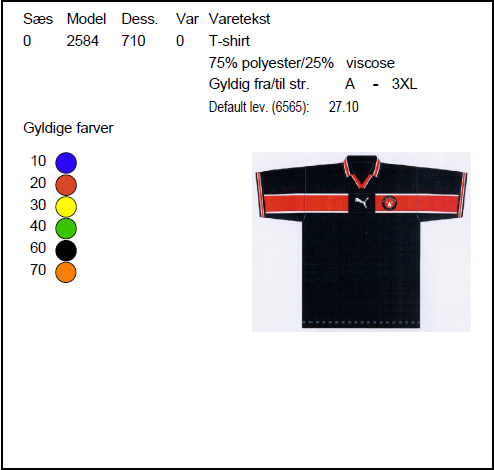 Sæs Model Dess. Var Varetekst
0 2584 710 0 T-shirt
75% polyester/25% viscose
Gyldig fra/til str. A - 3XL
Default lev. (6565): 27.10
Gyldige farver
10
20
30
40
60
70